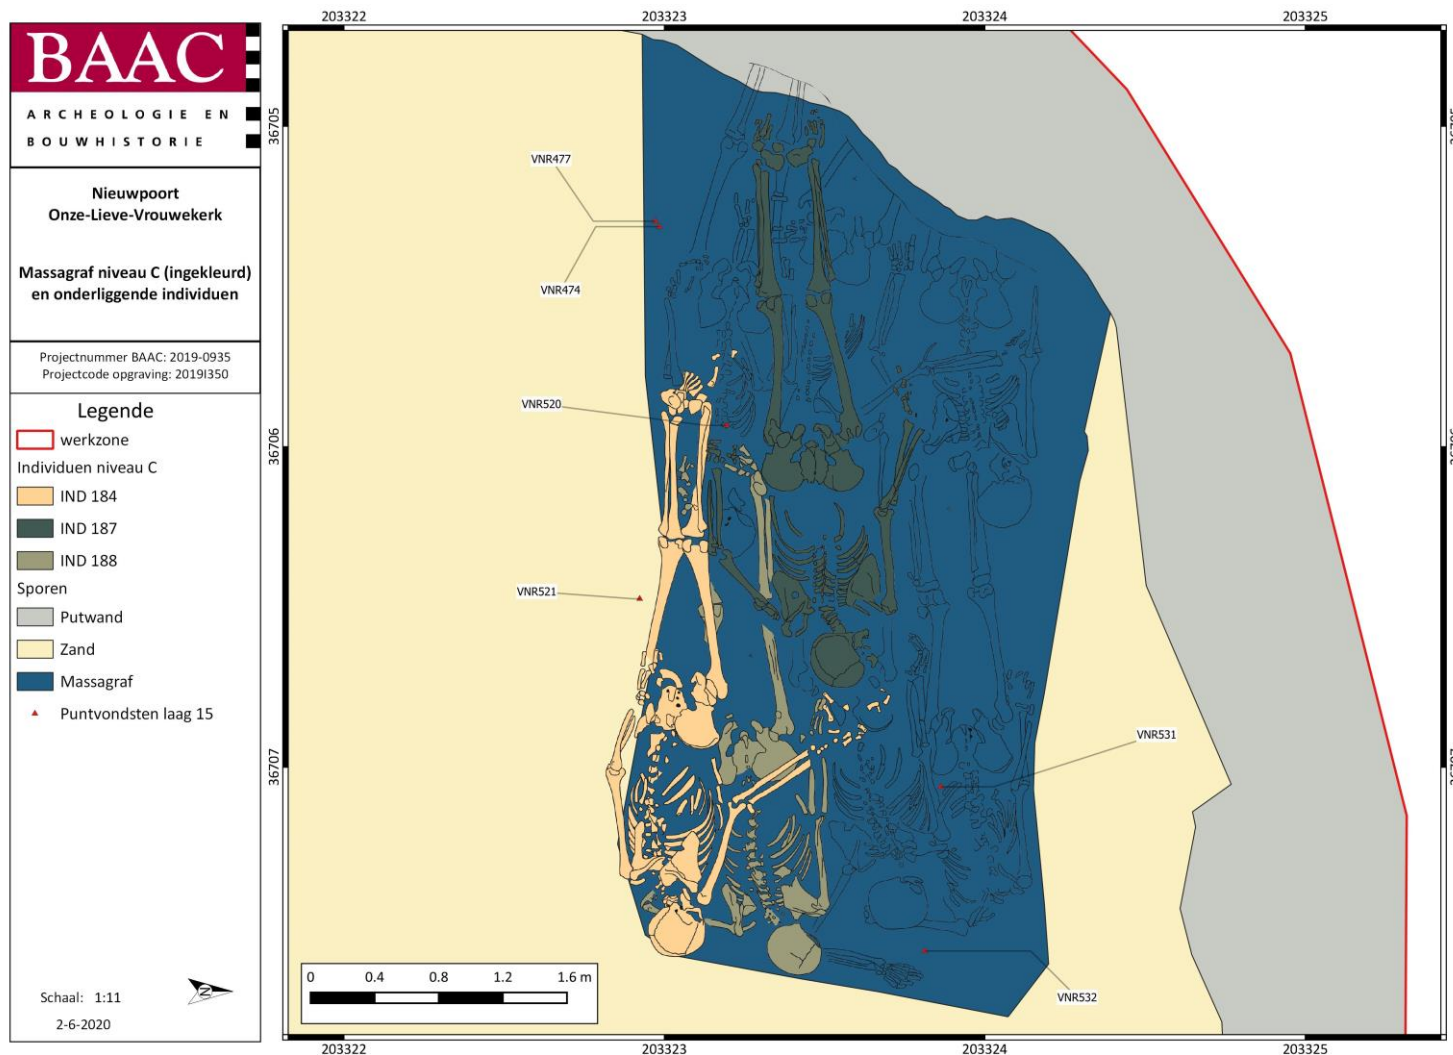 BAAC
ARCHEOLOGIE EN
BOUWHISTORIE
Nieuwpoort
Onze-Lieve-Vrouwekerk
Massagraf niveau C (ingekleurd)
en onderliggende individuen
Projectnummer BAAC: 2019-0935
Projectcode opgraving: 2019I350
Legende
werkzone
Individuen niveau C
IND 184
IND 187
IND 188
Sporen
Putwand
Zand
Massagraf
Puntvondsten laag 15
Schaal: 1:11
2-6-2020
N
203322 203323 203324 203325
36705
36706
36707
VNR477
VNR474
VNR520
VNR521
VNR531
VNR532
0 0.4 0.8 1.2 1.6 m
203322 203323 203324 203325